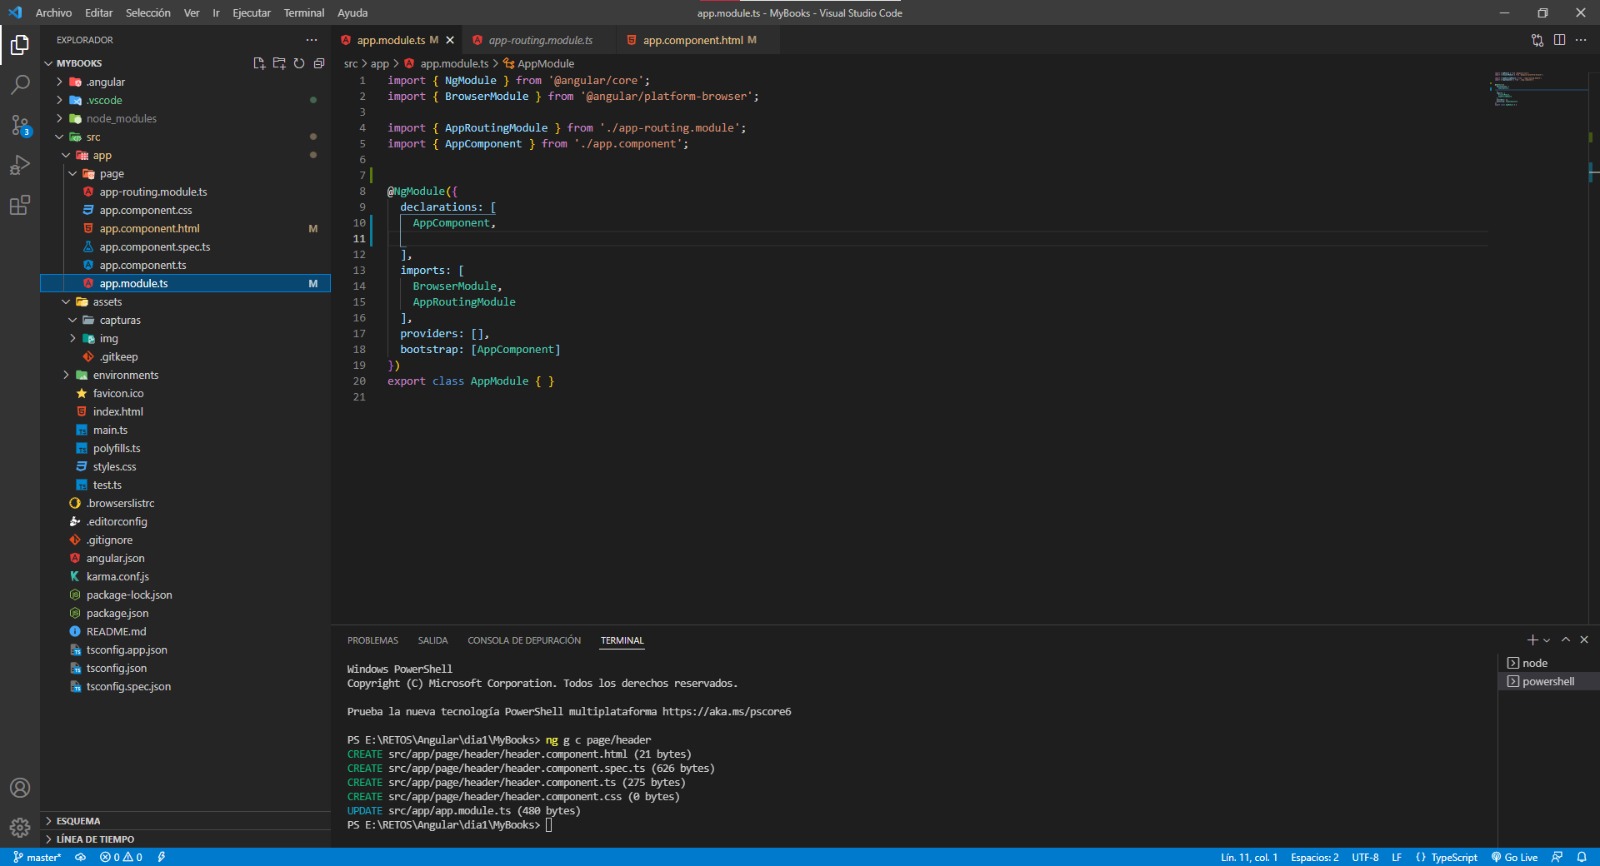 Archivo Editar Selección Ver Ir Ejecutar Terminal Ayuda
app.module.ts - MyBooks - Visual Studio Code
EXPLORADOR
MYBOOKS
.angular
.vscode
node_modules
src
app
page
app-routing.module.ts
app.component.css
app.component.html M
app.component.spec.ts
app.component.ts
app.module.ts M
assets
capturas
img
.gitkeep
environments
favicon.ico
index.html
main.ts
polyfills.ts
styles.css
test.ts
.browserslistrc
.editorconfig
.gitignore
angular.json
karma.conf.js
package-lock.json
package.json
README.md
tsconfig.app.json
tsconfig.json
tsconfig.spec.json
ESQUEMA
LÍNEA DE TIEMPO
3
app.module.ts M app-routing.module.ts app.component.html M
src > app > app.module.ts > AppModule
1 import { NgModule } from '@angular/core';
2 import { BrowserModule } from '@angular/platform-browser';
3
4 import { AppRoutingModule } from './app-routing.module';
5 import { AppComponent } from './app.component';
6
7
8 @NgModule({
9 declarations: [
10 AppComponent,
11
12 ],
13 imports: [
14 BrowserModule,
15 AppRoutingModule
16 ],
17 providers: [],
18 bootstrap: [AppComponent]
19 })
20 export class AppModule { }
21
PROBLEMAS SALIDA CONSOLA DE DEPURACIÓN TERMINAL
Windows PowerShell
Copyright (C) Microsoft Corporation. Todos los derechos reservados.
Prueba la nueva tecnología PowerShell multiplataforma https://aka.ms/pscore6
PS E:\RETOS\Angular\dia1\MyBooks> ng g c page/header
CREATE src/app/page/header/header.component.html (21 bytes)
CREATE src/app/page/header/header.component.spec.ts (626 bytes)
CREATE src/app/page/header/header.component.ts (275 bytes)
CREATE src/app/page/header/header.component.css (0 bytes)
UPDATE src/app/app.module.ts (480 bytes)
PS E:\RETOS\Angular\dia1\MyBooks>
node
powershell
master* 0 0 Lín. 11, col. 1 Espacios: 2 UTF-8 LF {} TypeScript Go Live